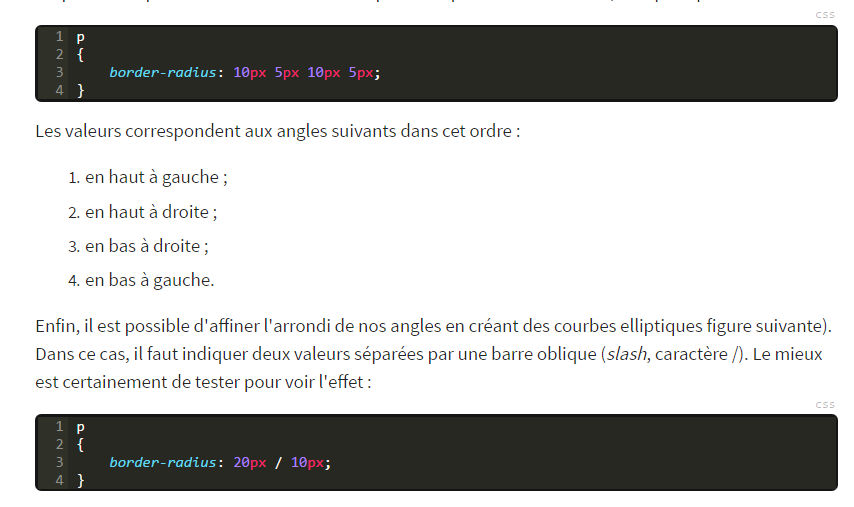 css
1 p
2 {
3 border-radius: 10px 5px 10px 5px;
4 }
Les valeurs correspondent aux angles suivants dans cet ordre :
1. en haut à gauche ;
2. en haut à droite ;
3. en bas à droite ;
4. en bas à gauche.
Enfin, il est possible d'affiner l'arrondi de nos angles en créant des courbes elliptiques figure suivante).
Dans ce cas, il faut indiquer deux valeurs séparées par une barre oblique (slash, caractère /). Le mieux
est certainement de tester pour voir l'effet :
css
1 p
2 {
3 border-radius: 20px / 10px;
4 }